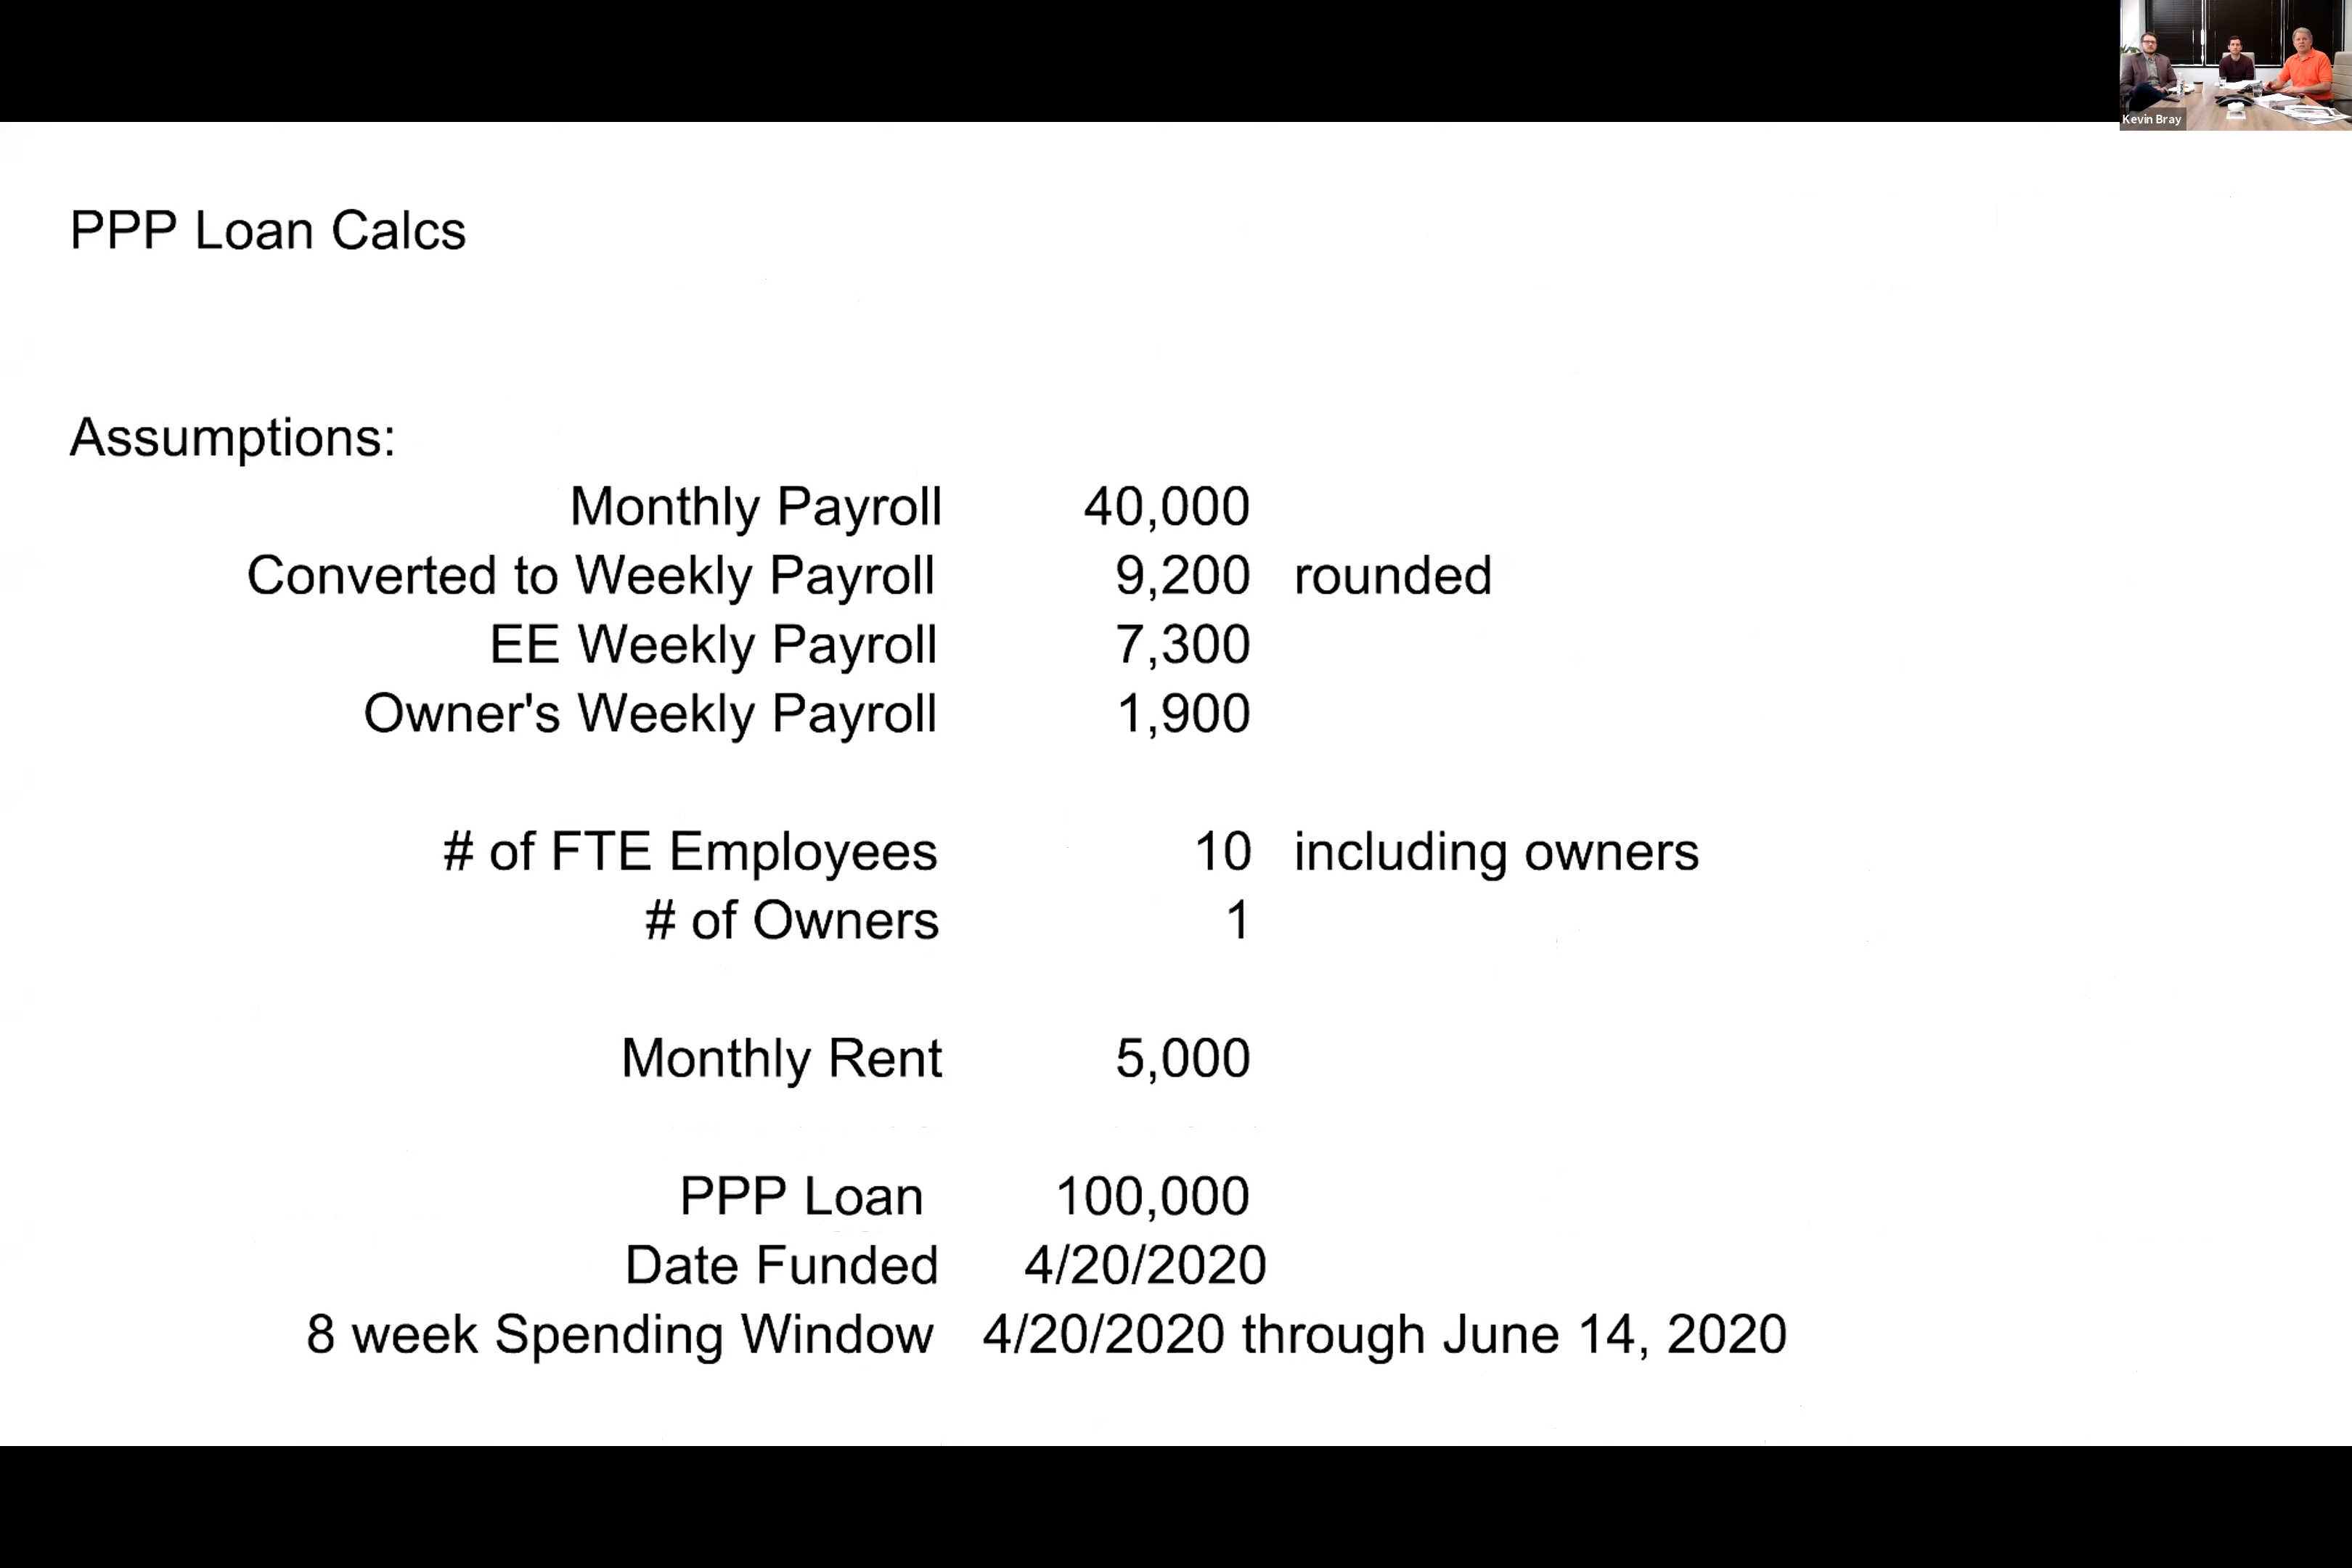 Kevin Bray
PPP Loan Calcs
Assumptions:
Monthly Payroll 40,000
Converted to Weekly Payroll 9,200 rounded
EE Weekly Payroll 7,300
Owner's Weekly Payroll 1,900
# of FTE Employees 10 including owners
# of Owners 1
Monthly Rent 5,000
PPP Loan 100,000
Date Funded 4/20/2020
8 week Spending Window 4/20/2020 through June 14, 2020